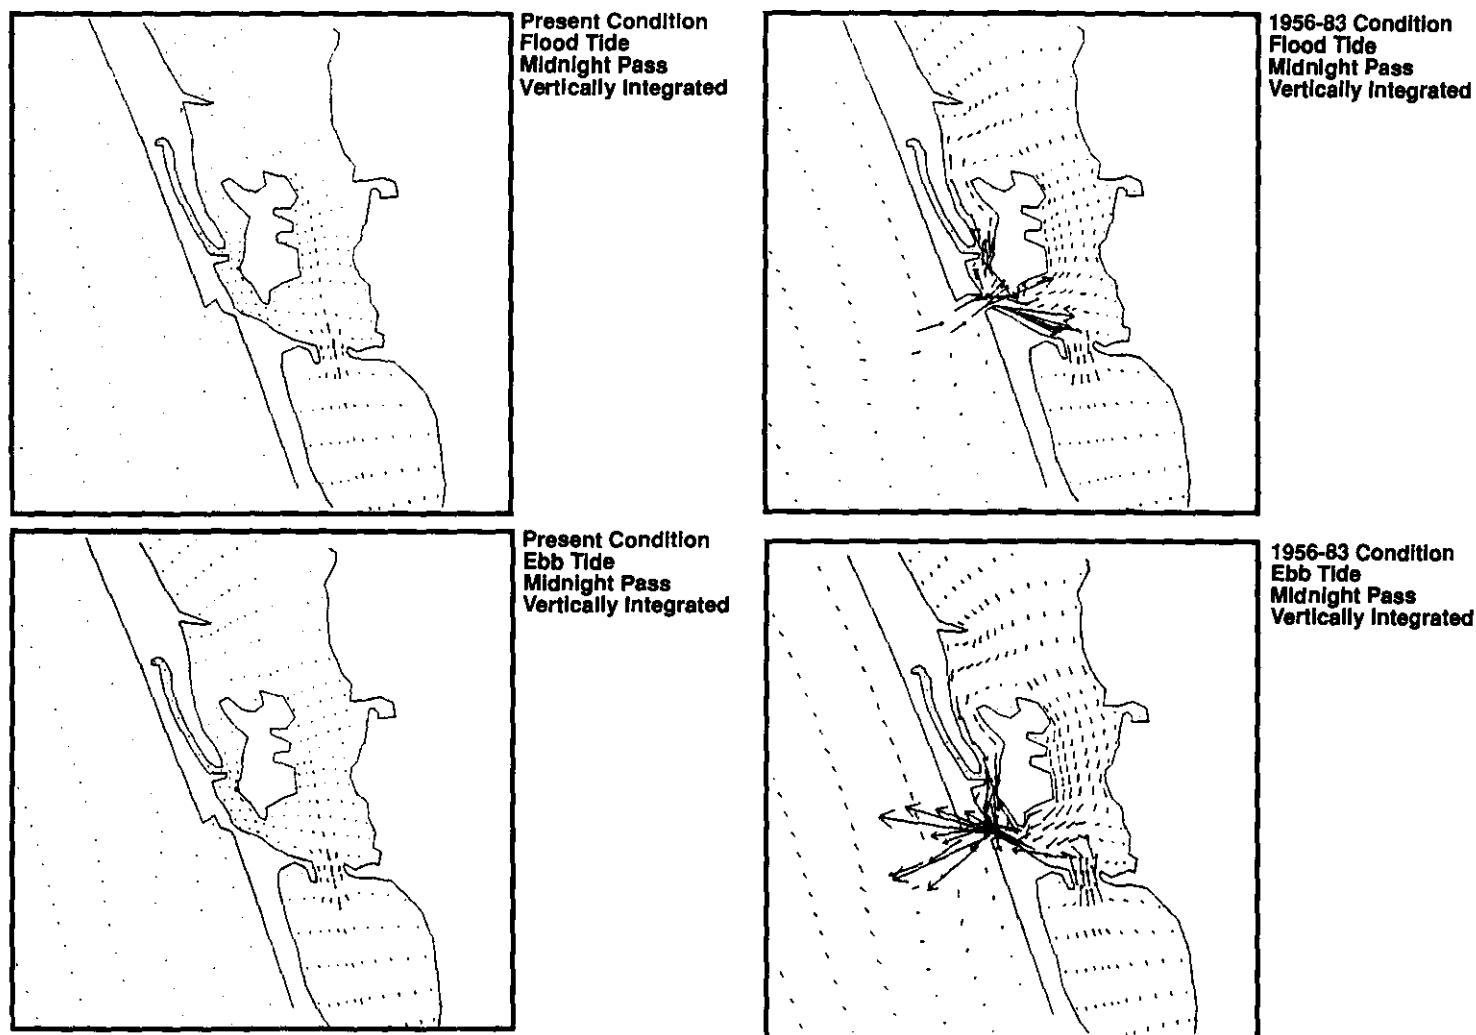 Present Condition
Flood Tide
Midnight Pass
Vertically Integrated
1956-83 Condition
Flood Tide
Midnight Pass
Vertically Integrated
Present Condition
Ebb Tide
Midnight Pass
Vertically Integrated
1956-83 Condition
Ebb Tide
Midnight Pass
Vertically Integrated